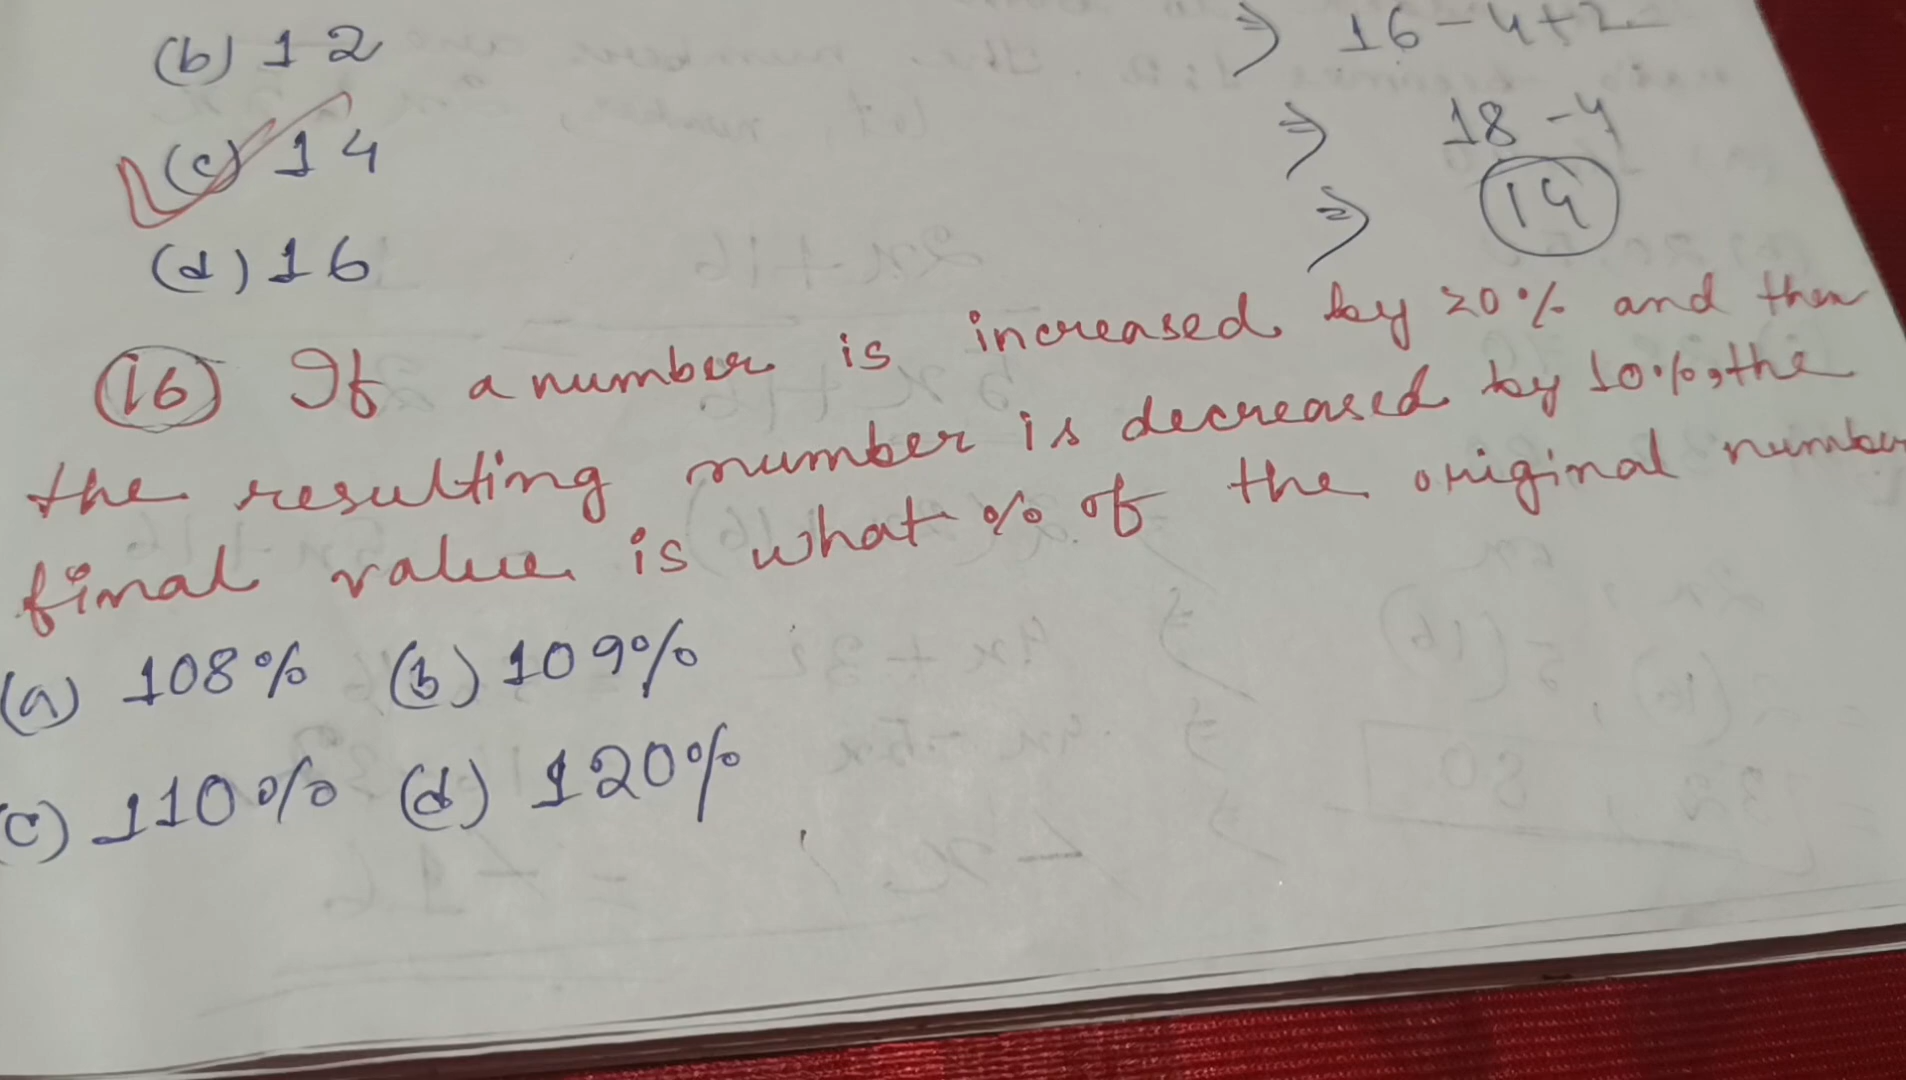 (b) 12
(c) 14
(d) 16
⇒ 16-4+2
⇒ 18-4
⇒ 14
(16) If a number is increased by 20% and then
the resulting number is decreased by 10%, the
final value is what % of the original number
(a) 108% (b) 109%
(c) 110% (d) 120%